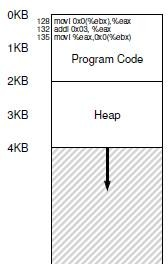 0KB
128 movl 0x0(%ebx),%eax
132 addl 0x03, %eax
135 movl %eax,0x0(%ebx)
1KB
Program Code
2KB
Heap
3KB
4KB